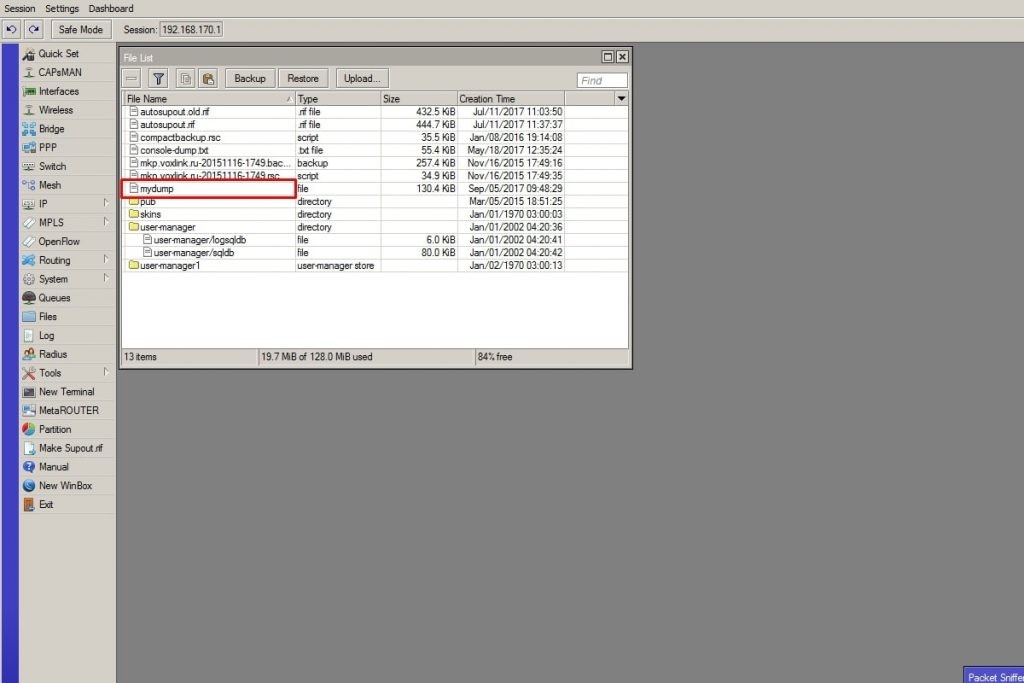 Session Settings Dashboard
Safe Mode Session: 192.168.170.1
Quick Set
CAPsMAN
Interfaces
Wireless
Bridge
PPP
Switch
Mesh
IP
MPLS
OpenFlow
Routing
System
Queues
Files
Log
Radius
Tools
New Terminal
MetaROUTER
Partition
Make Supout.rif
Manual
New WinBox
Exit
File List
Backup Restore Upload... Find
File Name Type Size Creation Time
autosupout.old.rif .rif file 432.5 KiB Jul/11/2017 11:03:50
autosupout.rif .rif file 444.7 KiB Jul/11/2017 11:37:37
compactbackup.rsc script 35.5 KiB Jan/08/2016 19:14:08
console-dump.txt .txt file 55.4 KiB May/18/2017 12:35:24
mkp.voxlink.ru-20151116-1749.bac... backup 257.4 KiB Nov/16/2015 17:49:16
mkp.voxlink.ru-20151116-1749.rsc script 34.9 KiB Nov/16/2015 17:49:35
mydump file 130.4 KiB Sep/05/2017 09:48:29
pub directory Mar/05/2015 18:51:25
skins directory Jan/01/1970 03:00:03
user-manager directory Jan/01/2002 04:20:36
user-manager/logsqldb file 6.0 KiB Jan/01/2002 04:20:41
user-manager/sqldb file 80.0 KiB Jan/01/2002 04:20:42
user-manager1 user-manager store Jan/02/1970 03:00:13
13 items 19.7 MiB of 128.0 MiB used 84% free
Packet Sniffer